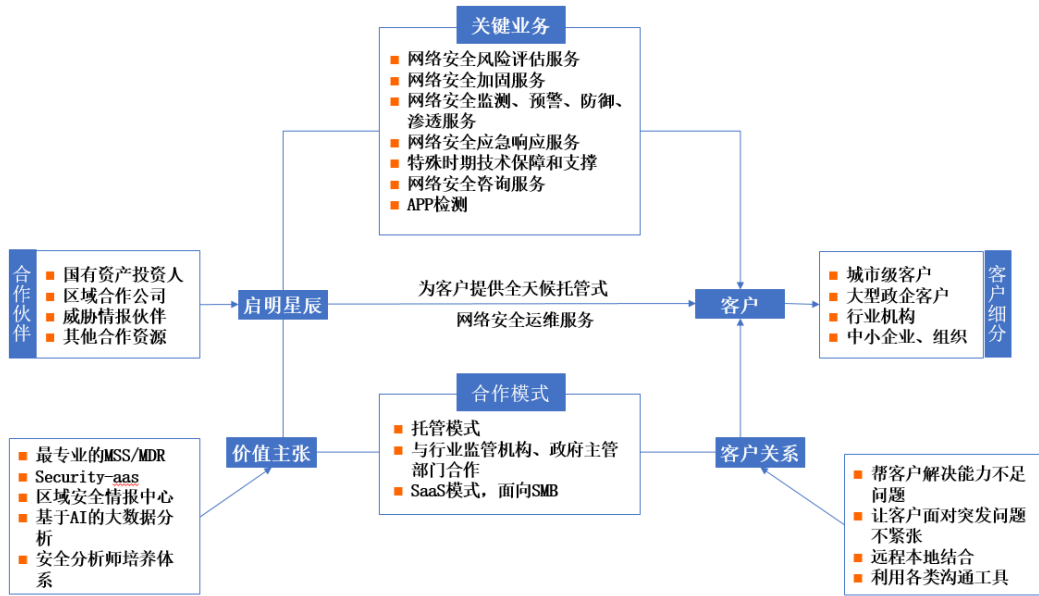 关键业务
网络安全风险评估服务
网络安全加固服务
网络安全监测、预警、防御、
渗透服务
网络安全应急响应服务
特殊时期技术保障和支撑
网络安全咨询服务
APP检测
合作伙伴
国有资产投资人
区域合作公司
威胁情报伙伴
其他合作资源
启明星辰
为客户提供全天候托管式
网络安全运维服务
客户
城市级客户
大型政企客户
行业机构
中小企业、组织
客户细分
合作模式
托管模式
与行业监管机构、政府主管
部门合作
SaaS模式，面向SMB
价值主张
客户关系
最专业的MSS/MDR
Security-aas
区域安全情报中心
基于AI的大数据分
析
安全分析师培养体
系
帮客户解决能力不足
问题
让客户面对突发问题
不紧张
远程本地结合
利用各类沟通工具